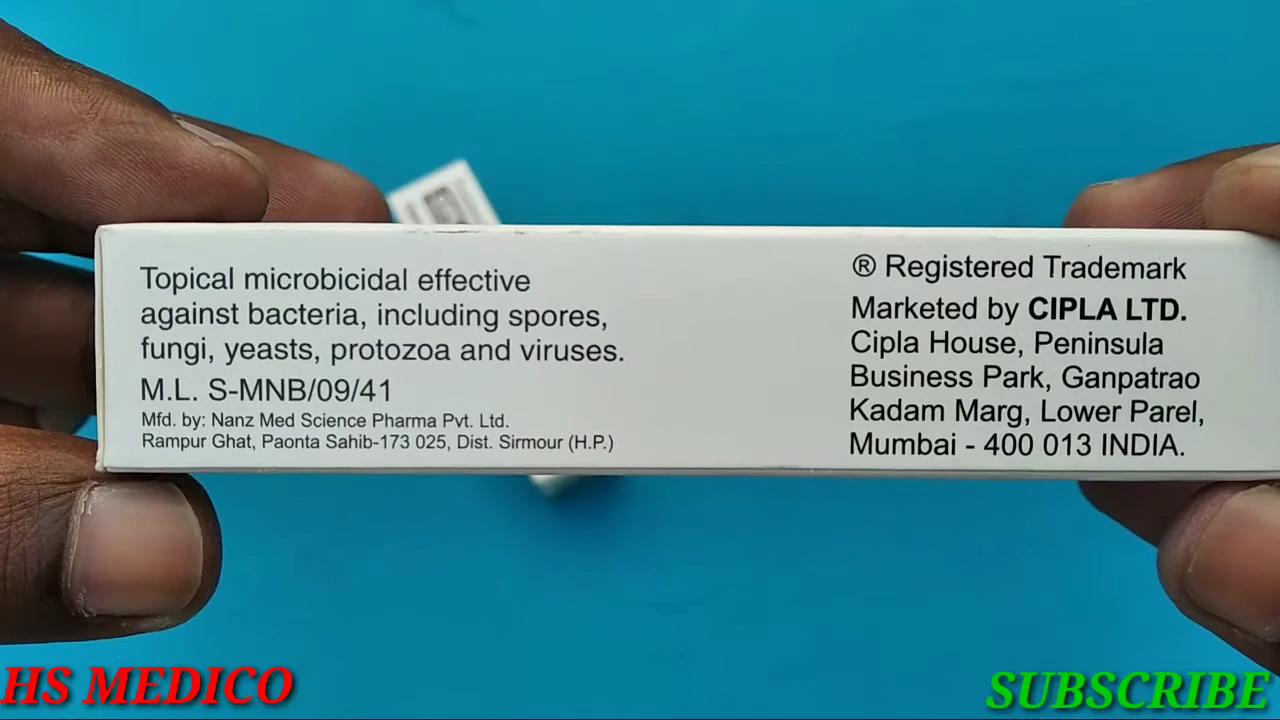 Topical microbicidal effective
against bacteria, including spores,
fungi, yeasts, protozoa and viruses.
M.L. S-MNB/09/41
Mfd. by: Nanz Med Science Pharma Pvt. Ltd.
Rampur Ghat, Paonta Sahib-173 025, Dist. Sirmour (H.P.)
® Registered Trademark
Marketed by CIPLA LTD.
Cipla House, Peninsula
Business Park, Ganpatrao
Kadam Marg, Lower Parel,
Mumbai - 400 013 INDIA.
HS MEDICO
SUBSCRIBE